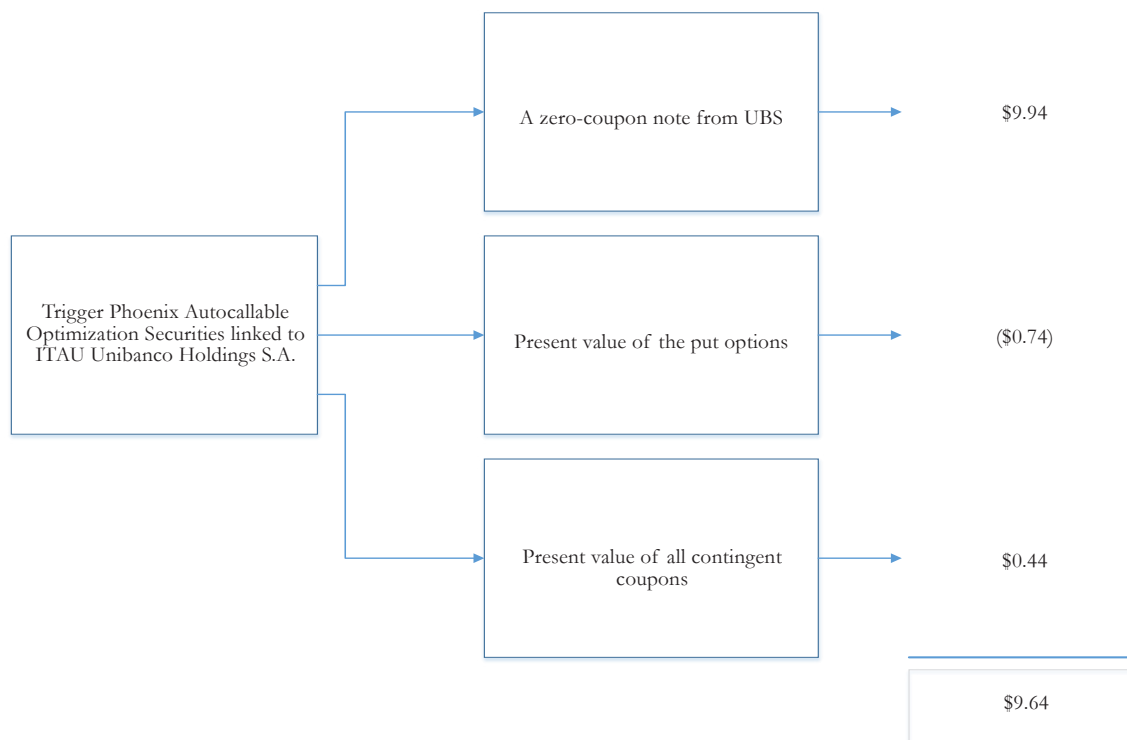 A zero-coupon note from UBS
$9.94
Trigger Phoenix Autocallable
Optimization Securities linked to
ITAU Unibanco Holdings S.A.
Present value of the put options
($0.74)
Present value of all contingent
coupons
$0.44
$9.64